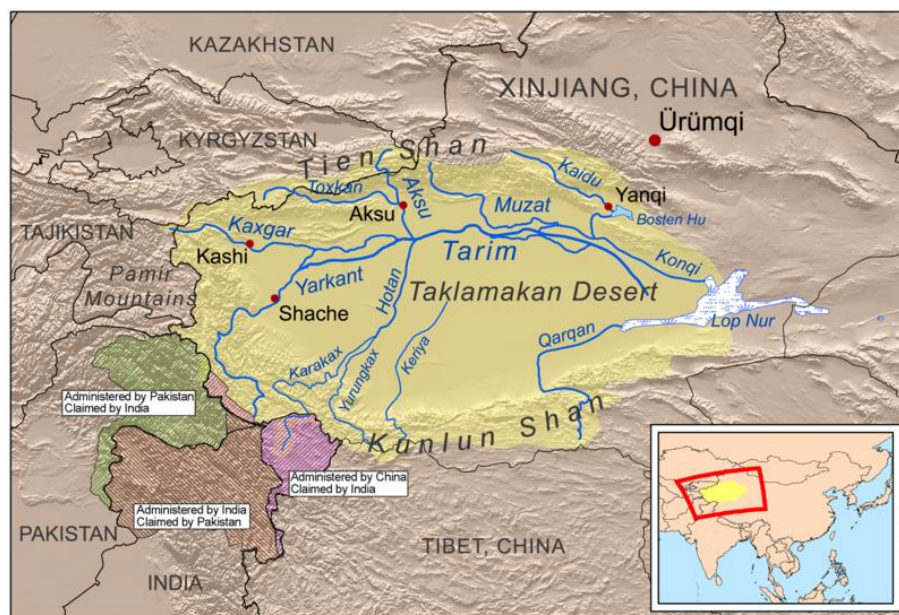 KAZAKHSTAN
XINJIANG, CHINA
Ürümqi
KYRGYZSTAN
Tien Shan
Kaidu
Toxkan
Aksu
Yanqi
Muzat
Aksu
Bosten Hu
TAJIKISTAN
Kaxgar
Kashi
Tarim
Konqi
Pamir
Mountains
Yarkant
Hotan
Taklamakan Desert
Shache
Lop Nur
Qarqan
Karakax
Yurungkax
Keriya
Administered by Pakistan
Claimed by India
Kunlun Shan
Administered by China
Claimed by India
Administered by India
Claimed by Pakistan
PAKISTAN
TIBET, CHINA
INDIA